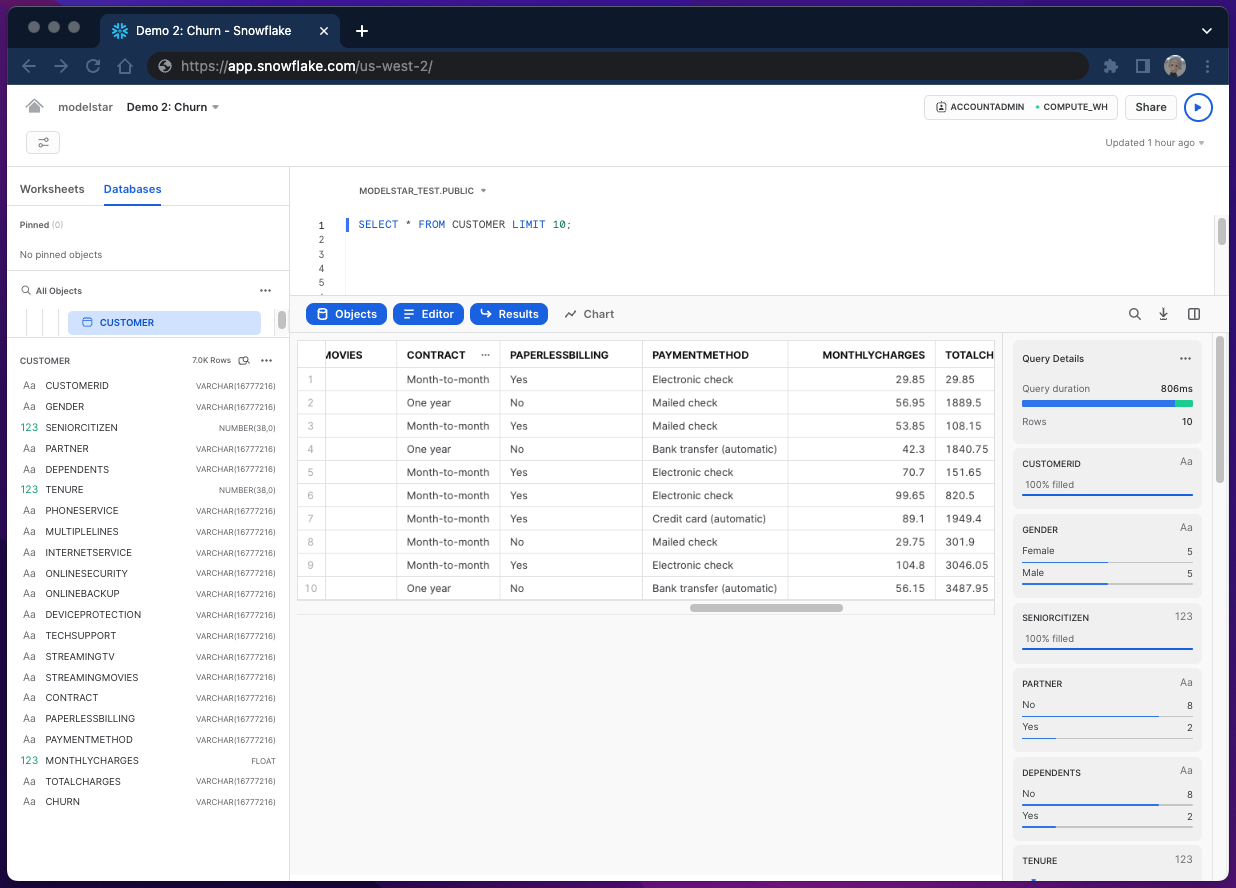 Demo 2: Churn - Snowflake
https://app.snowflake.com/us-west-2/
modelstar Demo 2: Churn
ACCOUNTADMIN COMPUTE_WH Share
Updated 1 hour ago
Worksheets Databases
Pinned (0)
No pinned objects
All Objects
CUSTOMER
CUSTOMER 7.0K Rows
Aa CUSTOMERID VARCHAR(16777216)
Aa GENDER VARCHAR(16777216)
123 SENIORCITIZEN NUMBER(38,0)
Aa PARTNER VARCHAR(16777216)
Aa DEPENDENTS VARCHAR(16777216)
123 TENURE NUMBER(38,0)
Aa PHONESERVICE VARCHAR(16777216)
Aa MULTIPLELINES VARCHAR(16777216)
Aa INTERNETSERVICE VARCHAR(16777216)
Aa ONLINESECURITY VARCHAR(16777216)
Aa ONLINEBACKUP VARCHAR(16777216)
Aa DEVICEPROTECTION VARCHAR(16777216)
Aa TECHSUPPORT VARCHAR(16777216)
Aa STREAMINGTV VARCHAR(16777216)
Aa STREAMINGMOVIES VARCHAR(16777216)
Aa CONTRACT VARCHAR(16777216)
Aa PAPERLESSBILLING VARCHAR(16777216)
Aa PAYMENTMETHOD VARCHAR(16777216)
123 MONTHLYCHARGES FLOAT
Aa TOTALCHARGES VARCHAR(16777216)
Aa CHURN VARCHAR(16777216)
MODELSTAR_TEST.PUBLIC
1 SELECT * FROM CUSTOMER LIMIT 10;
2
3
4
5
Objects Editor Results Chart
MOVIES CONTRACT PAPERLESSBILLING PAYMENTMETHOD MONTHLYCHARGES TOTALCH
1 Month-to-month Yes Electronic check 29.85 29.85
2 One year No Mailed check 56.95 1889.5
3 Month-to-month Yes Mailed check 53.85 108.15
4 One year No Bank transfer (automatic) 42.3 1840.75
5 Month-to-month Yes Electronic check 70.7 151.65
6 Month-to-month Yes Electronic check 99.65 820.5
7 Month-to-month Yes Credit card (automatic) 89.1 1949.4
8 Month-to-month No Mailed check 29.75 301.9
9 Month-to-month Yes Electronic check 104.8 3046.05
10 One year No Bank transfer (automatic) 56.15 3487.95
Query Details
Query duration 806ms
Rows 10
CUSTOMERID Aa
100% filled
GENDER Aa
Female 5
Male 5
SENIORCITIZEN 123
100% filled
PARTNER Aa
No 8
Yes 2
DEPENDENTS Aa
No 8
Yes 2
TENURE 123